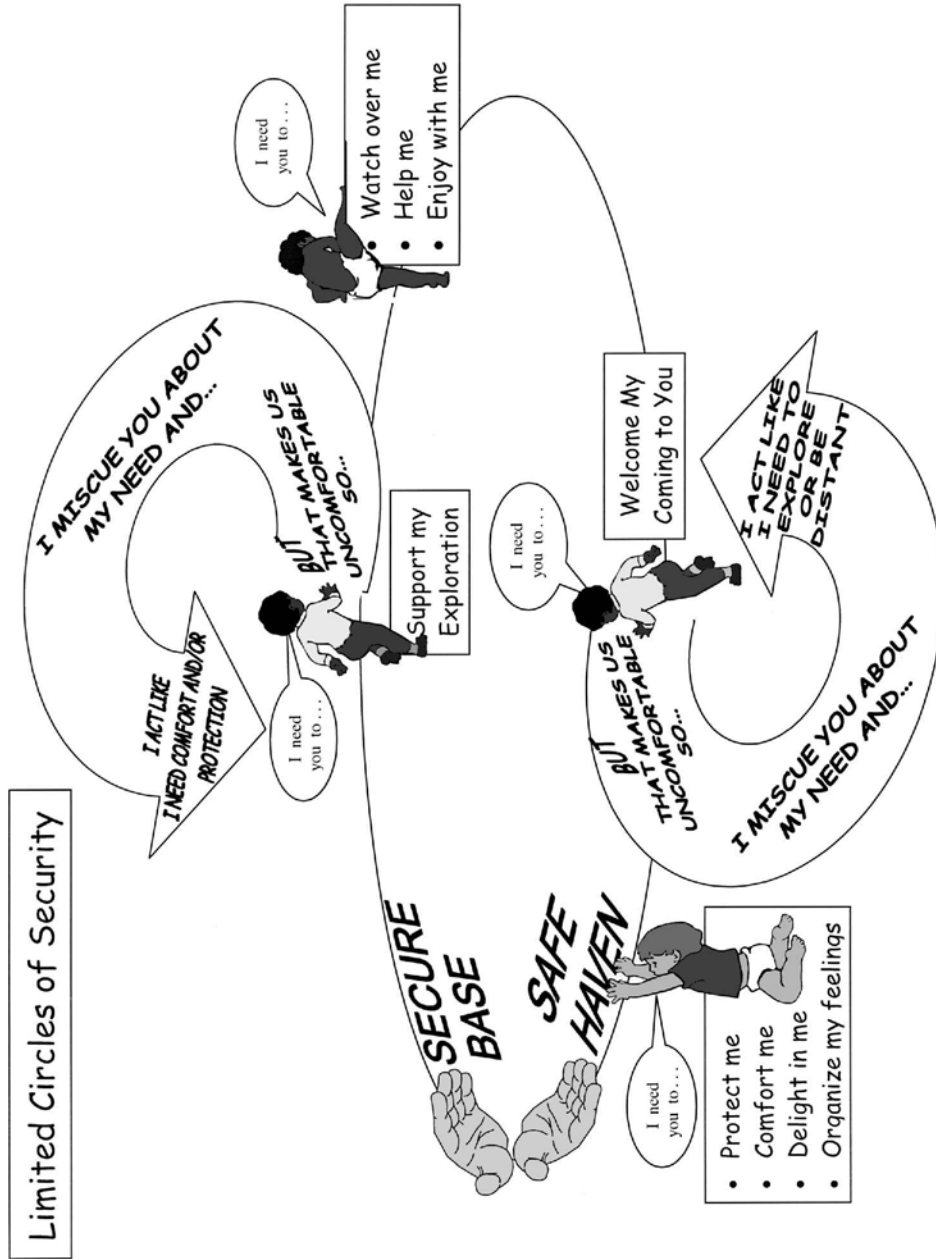 Limited Circles of Security
I MISCUE YOU ABOUT
MY NEED AND...
I ACT LIKE
I NEED COMFORT AND/OR
PROTECTION
BUT
THAT MAKES US
UNCOMFORTABLE
SO...
I need
you to . . .
Support my
Exploration
I need
you to . . .
• Watch over me
• Help me
• Enjoy with me
SECURE
BASE
SAFE
HAVEN
I need
you to . . .
Welcome My
Coming to You
BUT
THAT MAKES US
UNCOMFORTABLE
SO...
I MISCUE YOU ABOUT
MY NEED AND...
I ACT LIKE
I NEED TO
EXPLORE
OR BE
DISTANT
I need
you to . . .
• Protect me
• Comfort me
• Delight in me
• Organize my feelings